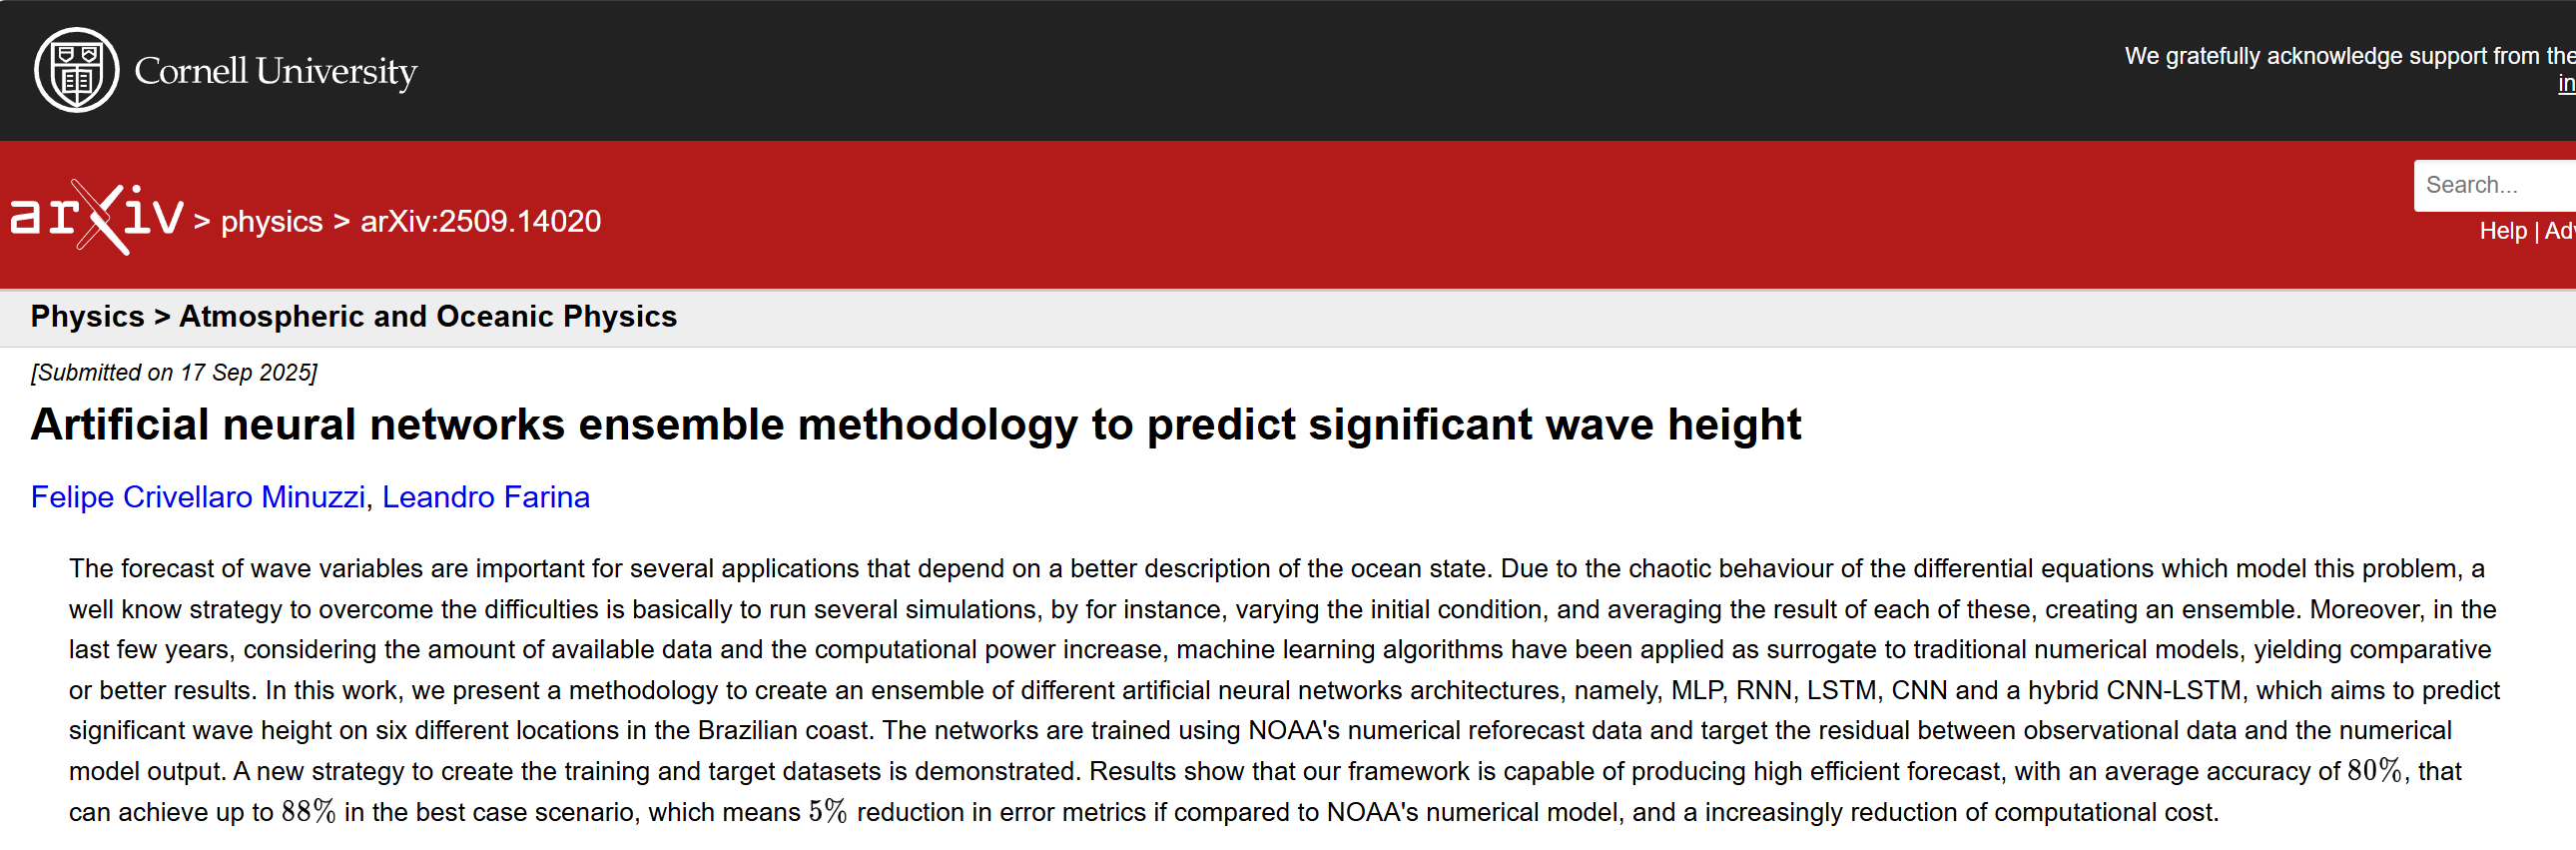 Cornell University
We gratefully acknowledge support from the
in
arXiv > physics > arXiv:2509.14020
Search...
Help | Adv
Physics > Atmospheric and Oceanic Physics
[Submitted on 17 Sep 2025]
Artificial neural networks ensemble methodology to predict significant wave height
Felipe Crivellaro Minuzzi, Leandro Farina
The forecast of wave variables are important for several applications that depend on a better description of the ocean state. Due to the chaotic behaviour of the differential equations which model this problem, a
well know strategy to overcome the difficulties is basically to run several simulations, by for instance, varying the initial condition, and averaging the result of each of these, creating an ensemble. Moreover, in the
last few years, considering the amount of available data and the computational power increase, machine learning algorithms have been applied as surrogate to traditional numerical models, yielding comparative
or better results. In this work, we present a methodology to create an ensemble of different artificial neural networks architectures, namely, MLP, RNN, LSTM, CNN and a hybrid CNN-LSTM, which aims to predict
significant wave height on six different locations in the Brazilian coast. The networks are trained using NOAA's numerical reforecast data and target the residual between observational data and the numerical
model output. A new strategy to create the training and target datasets is demonstrated. Results show that our framework is capable of producing high efficient forecast, with an average accuracy of 80%, that
can achieve up to 88% in the best case scenario, which means 5% reduction in error metrics if compared to NOAA's numerical model, and a increasingly reduction of computational cost.